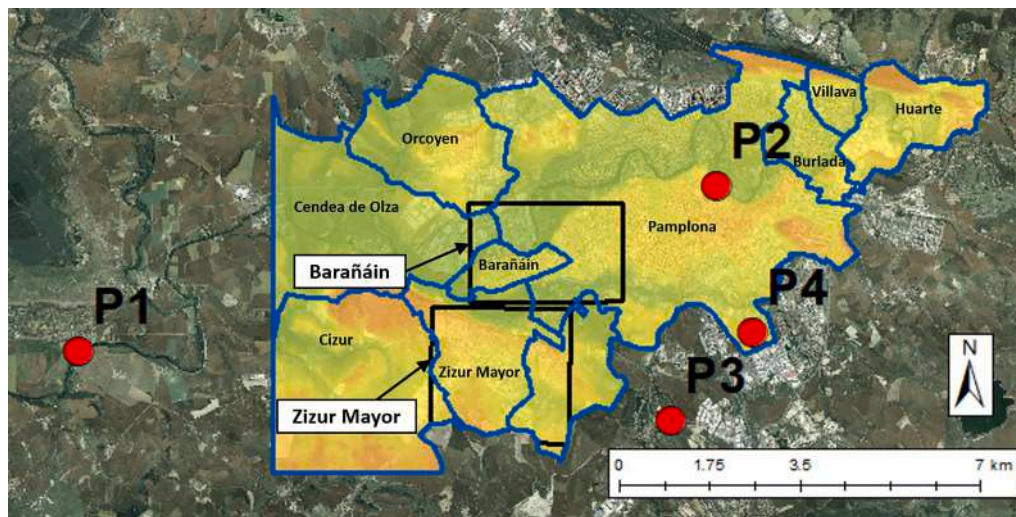 Villava
Huarte
Orcoyen
P2
Burlada
Cendea de Olza
Pamplona
Barañáin
Barañáin
P1
P4
Cizur
Zizur Mayor
P3
Zizur Mayor
N
0 1.75 3.5 7 km